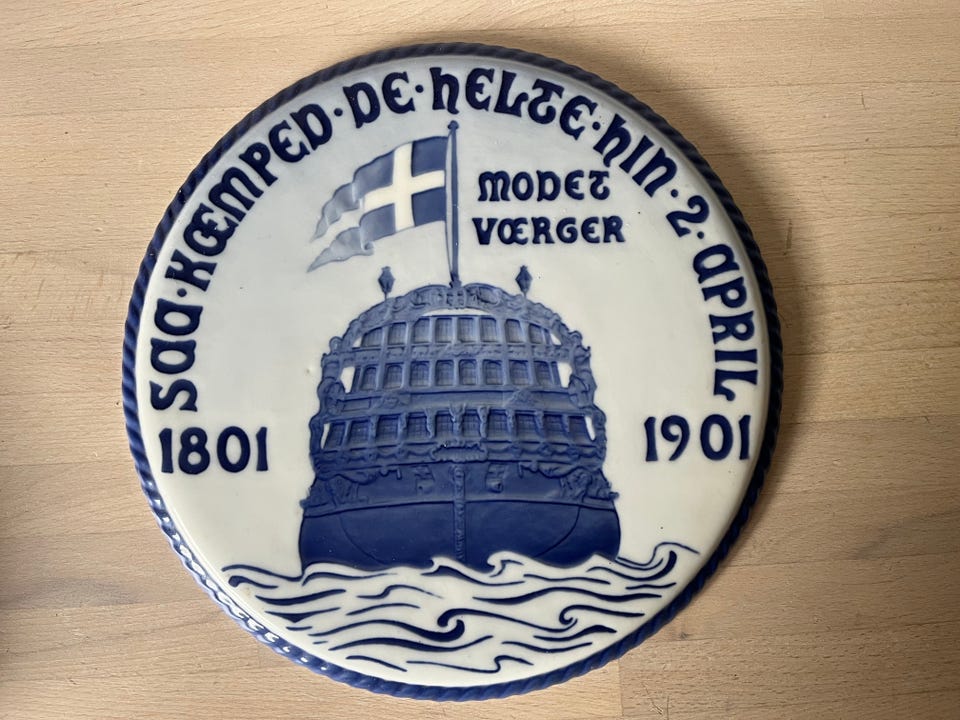 SAA·KÆMPED·DE·HELTE·HIN·2·APRIL
MODET
VÆRGER
1801
1901